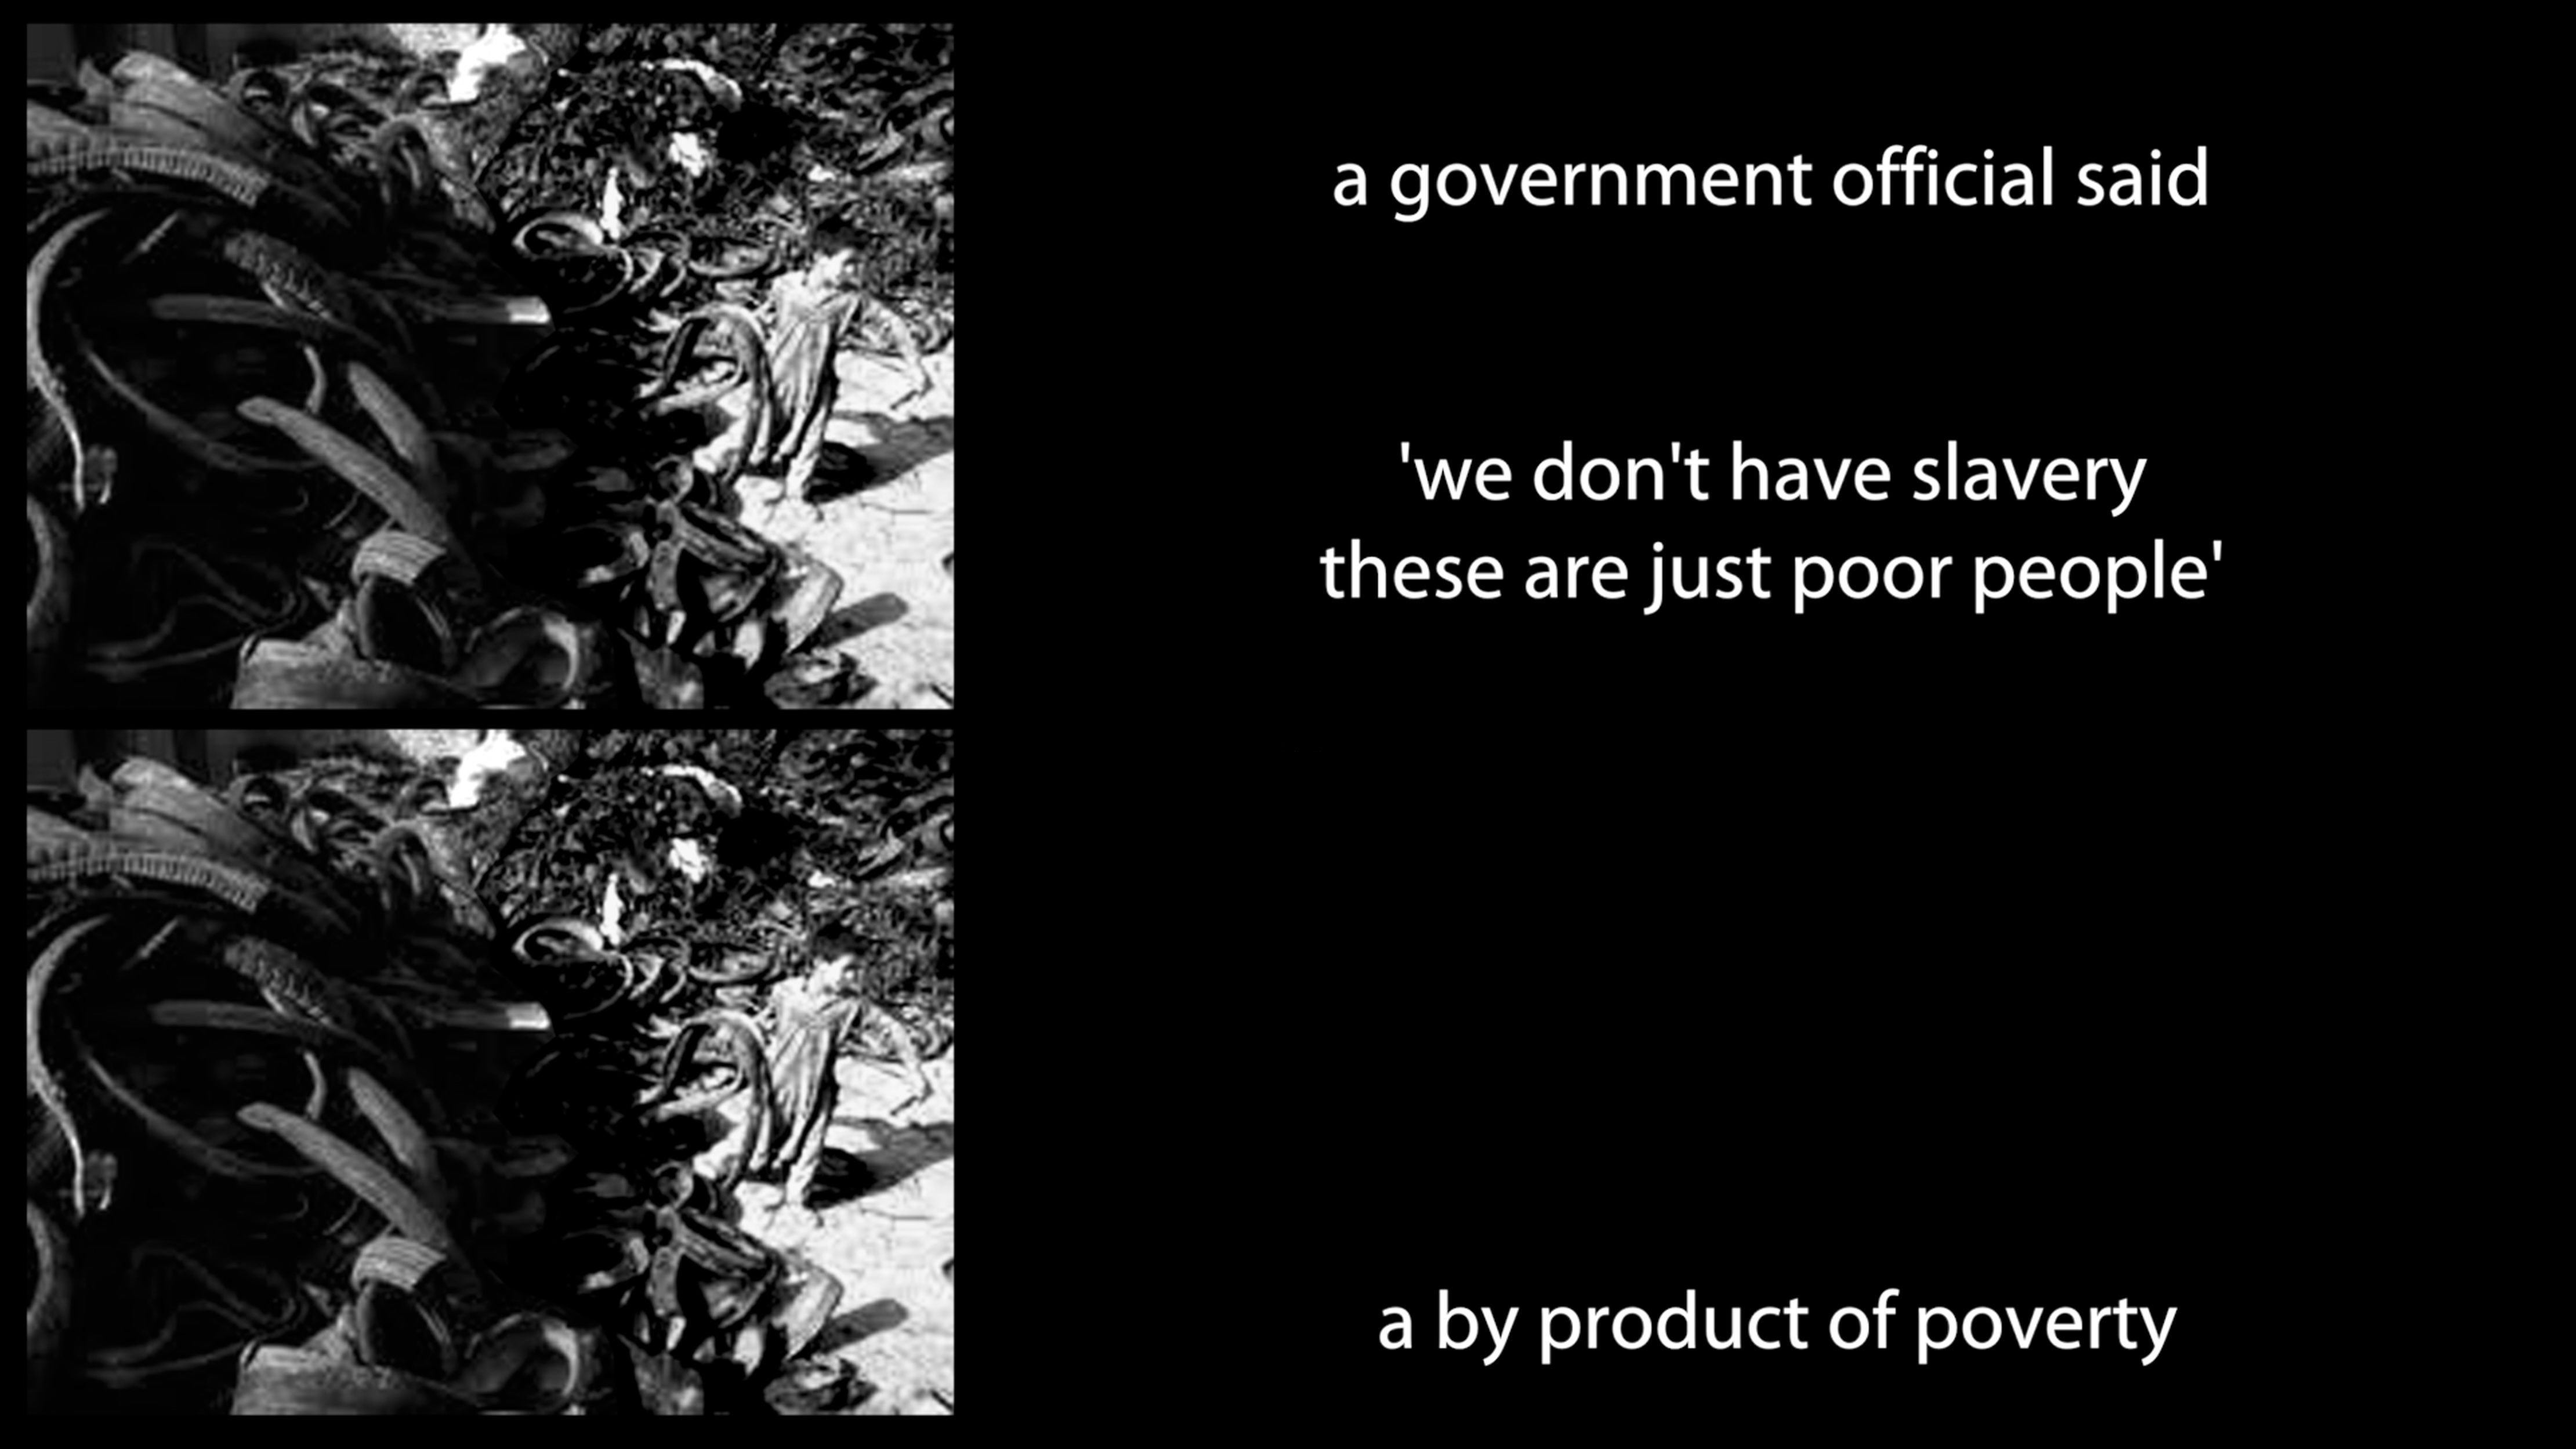 a government official said
'we don't have slavery
these are just poor people'
a by product of poverty